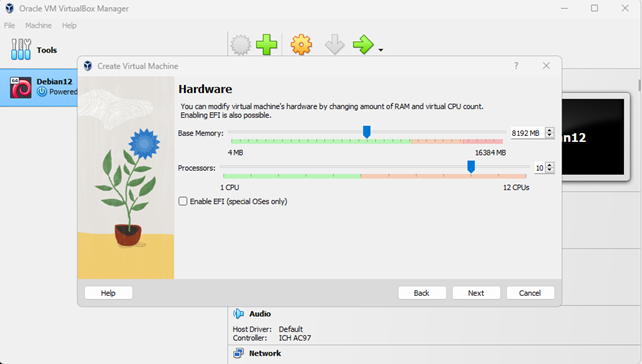 Oracle VM VirtualBox Manager
File Machine Help
Tools
Debian12
Powered
Create Virtual Machine
?
Hardware
You can modify virtual machine's hardware by changing amount of RAM and virtual CPU count.
Enabling EFI is also possible.
Base Memory:
8192 MB
4 MB
16384 MB
Processors:
10
1 CPU
12 CPUs
Enable EFI (special OSes only)
Help
Back
Next
Cancel
an12
Audio
Host Driver: Default
Controller: ICH AC97
Network